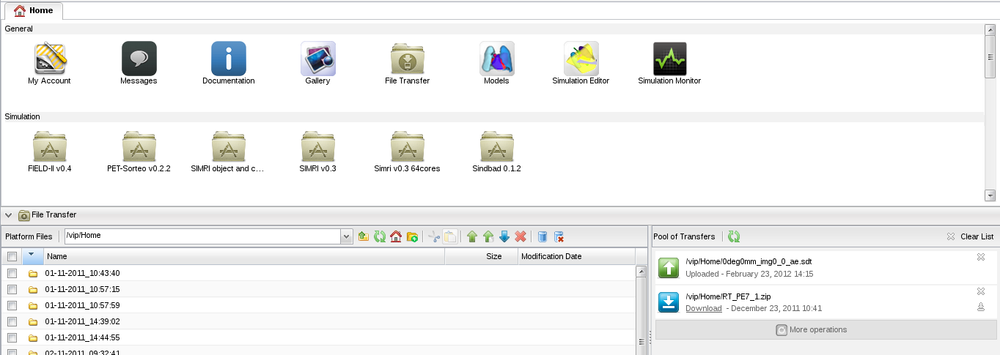 Home
General
My Account
Messages
Documentation
Gallery
File Transfer
Models
Simulation Editor
Simulation Monitor
Simulation
FIELD-II v0.4
PET-Sorteo v0.2.2
SIMRI object and c...
SIMRI v0.3
Simri v0.3 64cores
Sindbad 0.1.2
File Transfer
Platform Files
/vip/Home
Name
Size
Modification Date
01-11-2011_10:43:40
01-11-2011_10:57:15
01-11-2011_10:57:59
01-11-2011_14:39:02
01-11-2011_14:44:55
02-11-2011_09:32:41
Pool of Transfers
Clear List
/vip/Home/0deg0mm_img0_0_ae.sdt
Uploaded - February 23, 2012 14:15
/vip/Home/RT_PE7_1.zip
Download - December 23, 2011 10:41
More operations